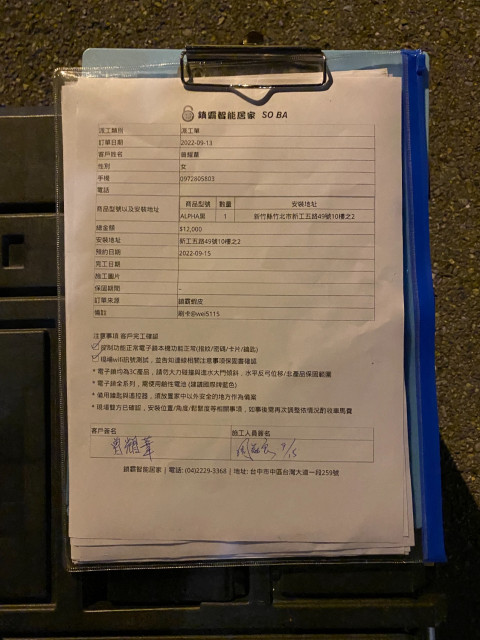 鎖霸智能居家 SO BA
派工類別 派工單
訂單日期 2022-09-13
客戶姓名
性別 女
手機 0972805803
電話
商品型號以及安裝地址 商品型號 數量 安裝地址
ALPHA黑 1 新竹縣竹北市新工五路49號10樓之2
總金額 $12,000
安裝地址 新工五路49號10樓之2
預約日期 2022-09-15
完工日期
施工圖片
保固期間 –
訂單來源 鎖霸蝦皮
備註 刷卡@wei5115
注意事項 客戶完工確認
控制功能正常電子鎖本機功能正常(指紋/密碼/卡片/鑰匙)
現場wifi訊號測試，並告知連線相關注意事項保固書確認
* 電子鎖均為3C產品，請勿大力碰撞與進水大門傾斜，水平反弓位移/非產品保固範圍
* 電子鎖全系列，需使用鹼性電池 (建議國際牌藍色)
* 備用鑰匙與遙控器，須放置家中以外安全的地方作為備案
* 現場雙方已確認，安裝位置/角度/鬆緊度等相關事項，如事後需再次調整依情況酌收車馬費
客戶簽名 施工人員簽名
9/15
鎖霸智能居家 | 電話: (04)2229-3368 | 地址: 台中市中區台灣大道一段259號